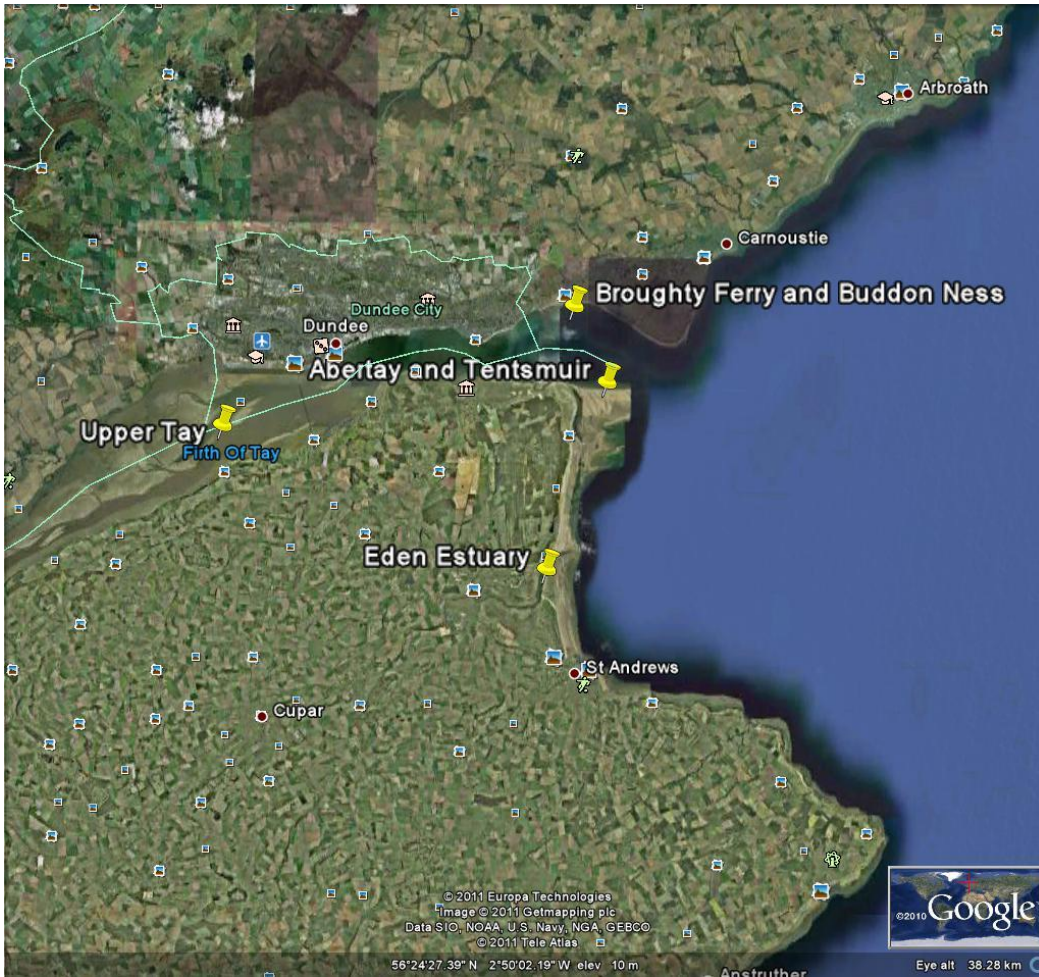 Arbroath
Carnoustie
Broughty Ferry and Buddon Ness
Dundee City
Dundee
Abertay and Tentsmuir
Upper Tay
Firth Of Tay
Eden Estuary
St Andrews
Cupar
© 2011 Europa Technologies
Image © 2011 Getmapping plc
Data SIO, NOAA, U.S. Navy, NGA, GEBCO
© 2011 Tele Atlas
©2010 Google
56°24'27.39" N 2°50'02.19" W elev 10 m
Anstruther
Eye alt 38.28 km